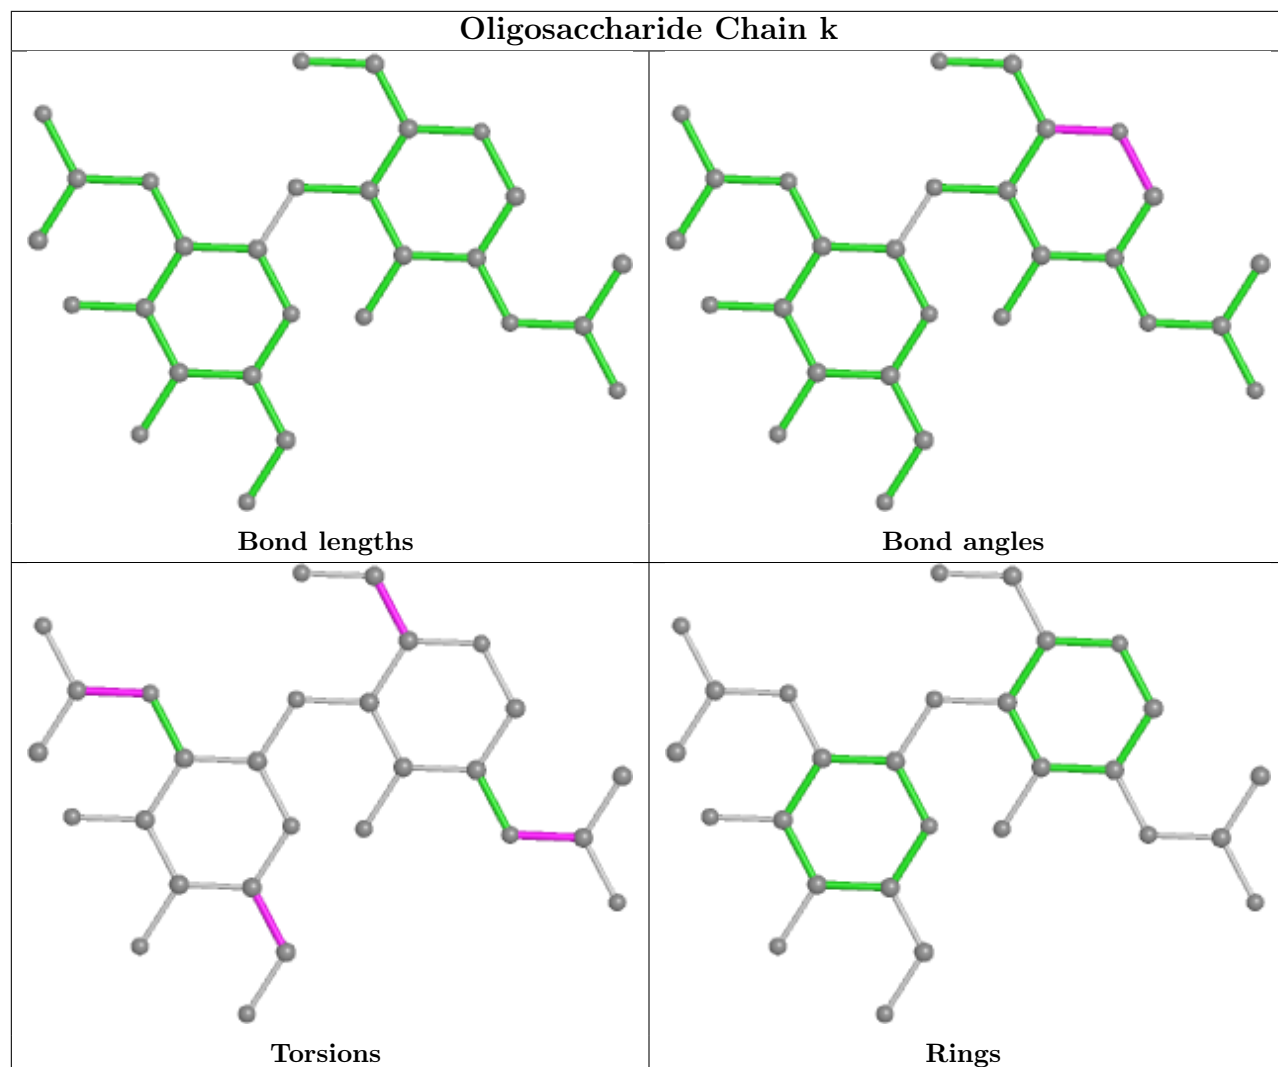 Oligosaccharide Chain k
Bond lengths
Bond angles
Torsions
Rings